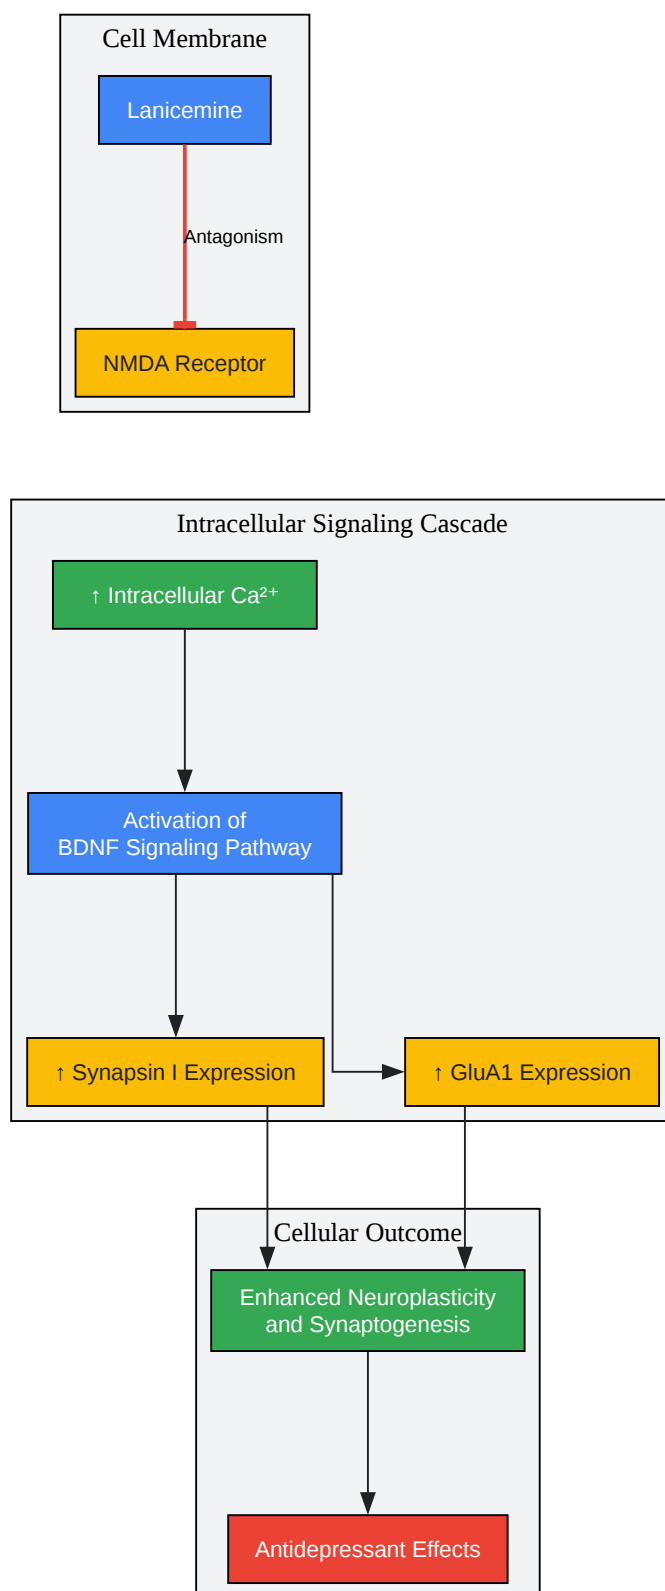 Cell Membrane
Lanicemine
Antagonism
NMDA Receptor
Intracellular Signaling Cascade
↑ Intracellular Ca²⁺
Activation of
BDNF Signaling Pathway
↑ Synapsin I Expression
↑ GluA1 Expression
Cellular Outcome
Enhanced Neuroplasticity
and Synaptogenesis
Antidepressant Effects